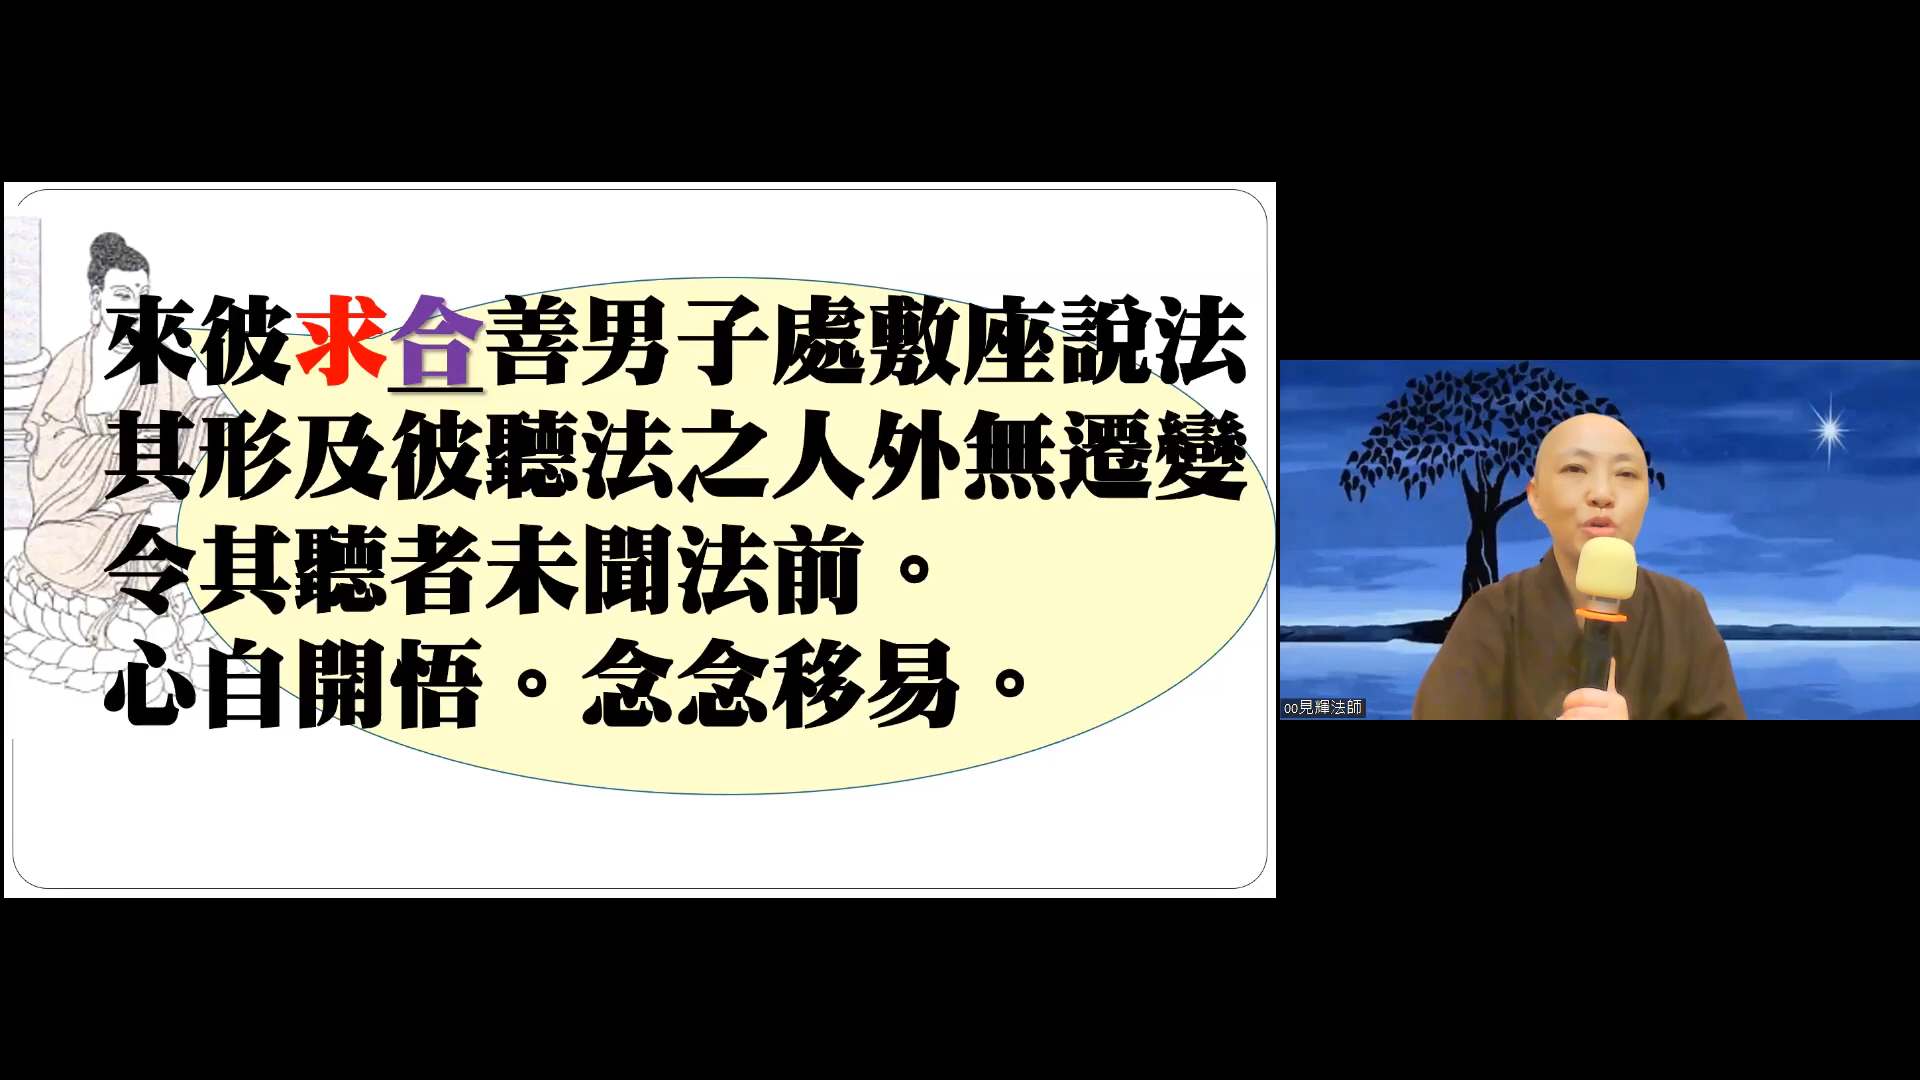 來彼求合善男子處敷座說法
其形及彼聽法之人外無遷變
令其聽者未聞法前。
心自開悟。念念移易。
oo見輝法師